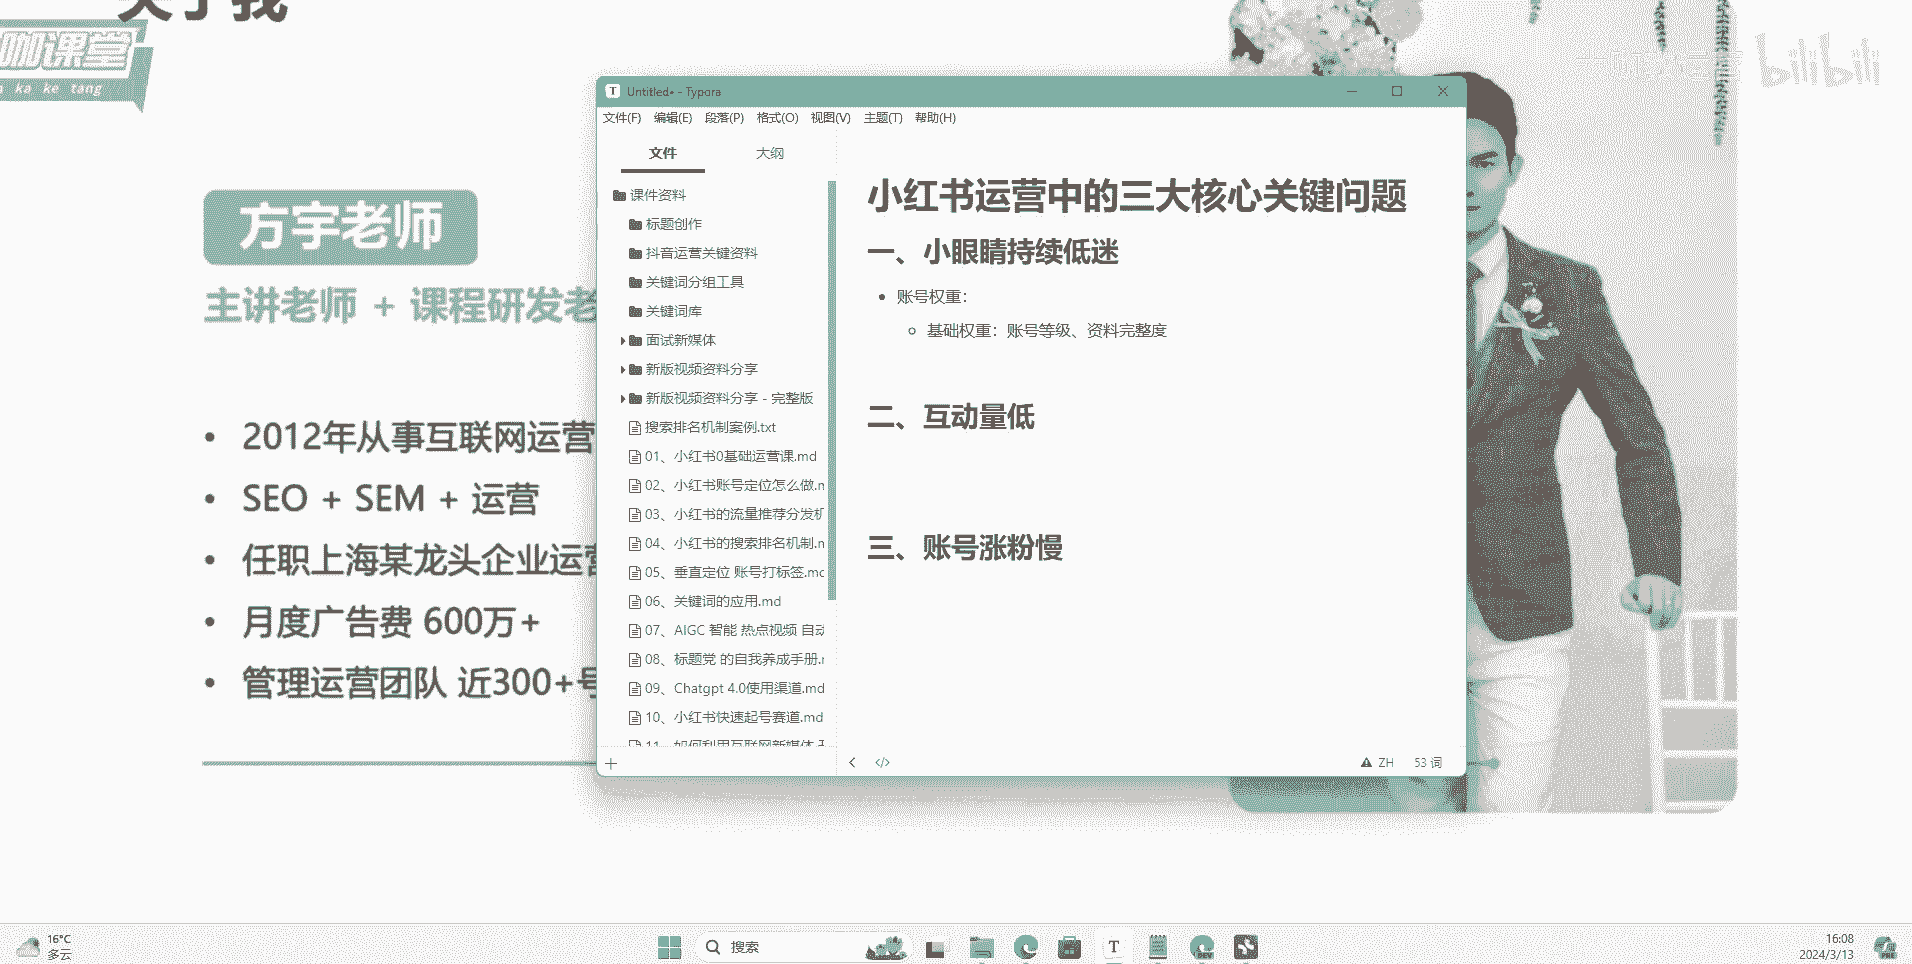 关于我
咖课堂
ka ke tang
bilibili
方宇老师
主讲老师 + 课程研发老
2012年从事互联网运营
SEO + SEM + 运营
任职上海某龙头企业运营
月度广告费 600万+
管理运营团队 近300+号
Untitled• - Typora
文件(F) 编辑(E) 段落(P) 格式(O) 视图(V) 主题(T) 帮助(H)
文件 大纲
课件资料
标题创作
抖音运营关键资料
关键词分组工具
关键词库
面试新媒体
新版视频资料分享
新版视频资料分享 - 完整版
搜索排名机制案例.txt
01、小红书0基础运营课.md
02、小红书账号定位怎么做.m
03、小红书的流量推荐分发机
04、小红书的搜索排名机制.m
05、垂直定位 账号打标签.mc
06、关键词的应用.md
07、AIGC 智能 热点视频 自动
08、标题党 的自我养成手册.r
09、Chatgpt 4.0使用渠道.md
10、小红书快速起号赛道.md
11、如何利用互联网新媒体
小红书运营中的三大核心关键问题
一、小眼睛持续低迷
账号权重：
基础权重：账号等级、资料完整度
二、互动量低
三、账号涨粉慢
ZH 53 词
16°C
多云
搜索
16:08
2024/3/13